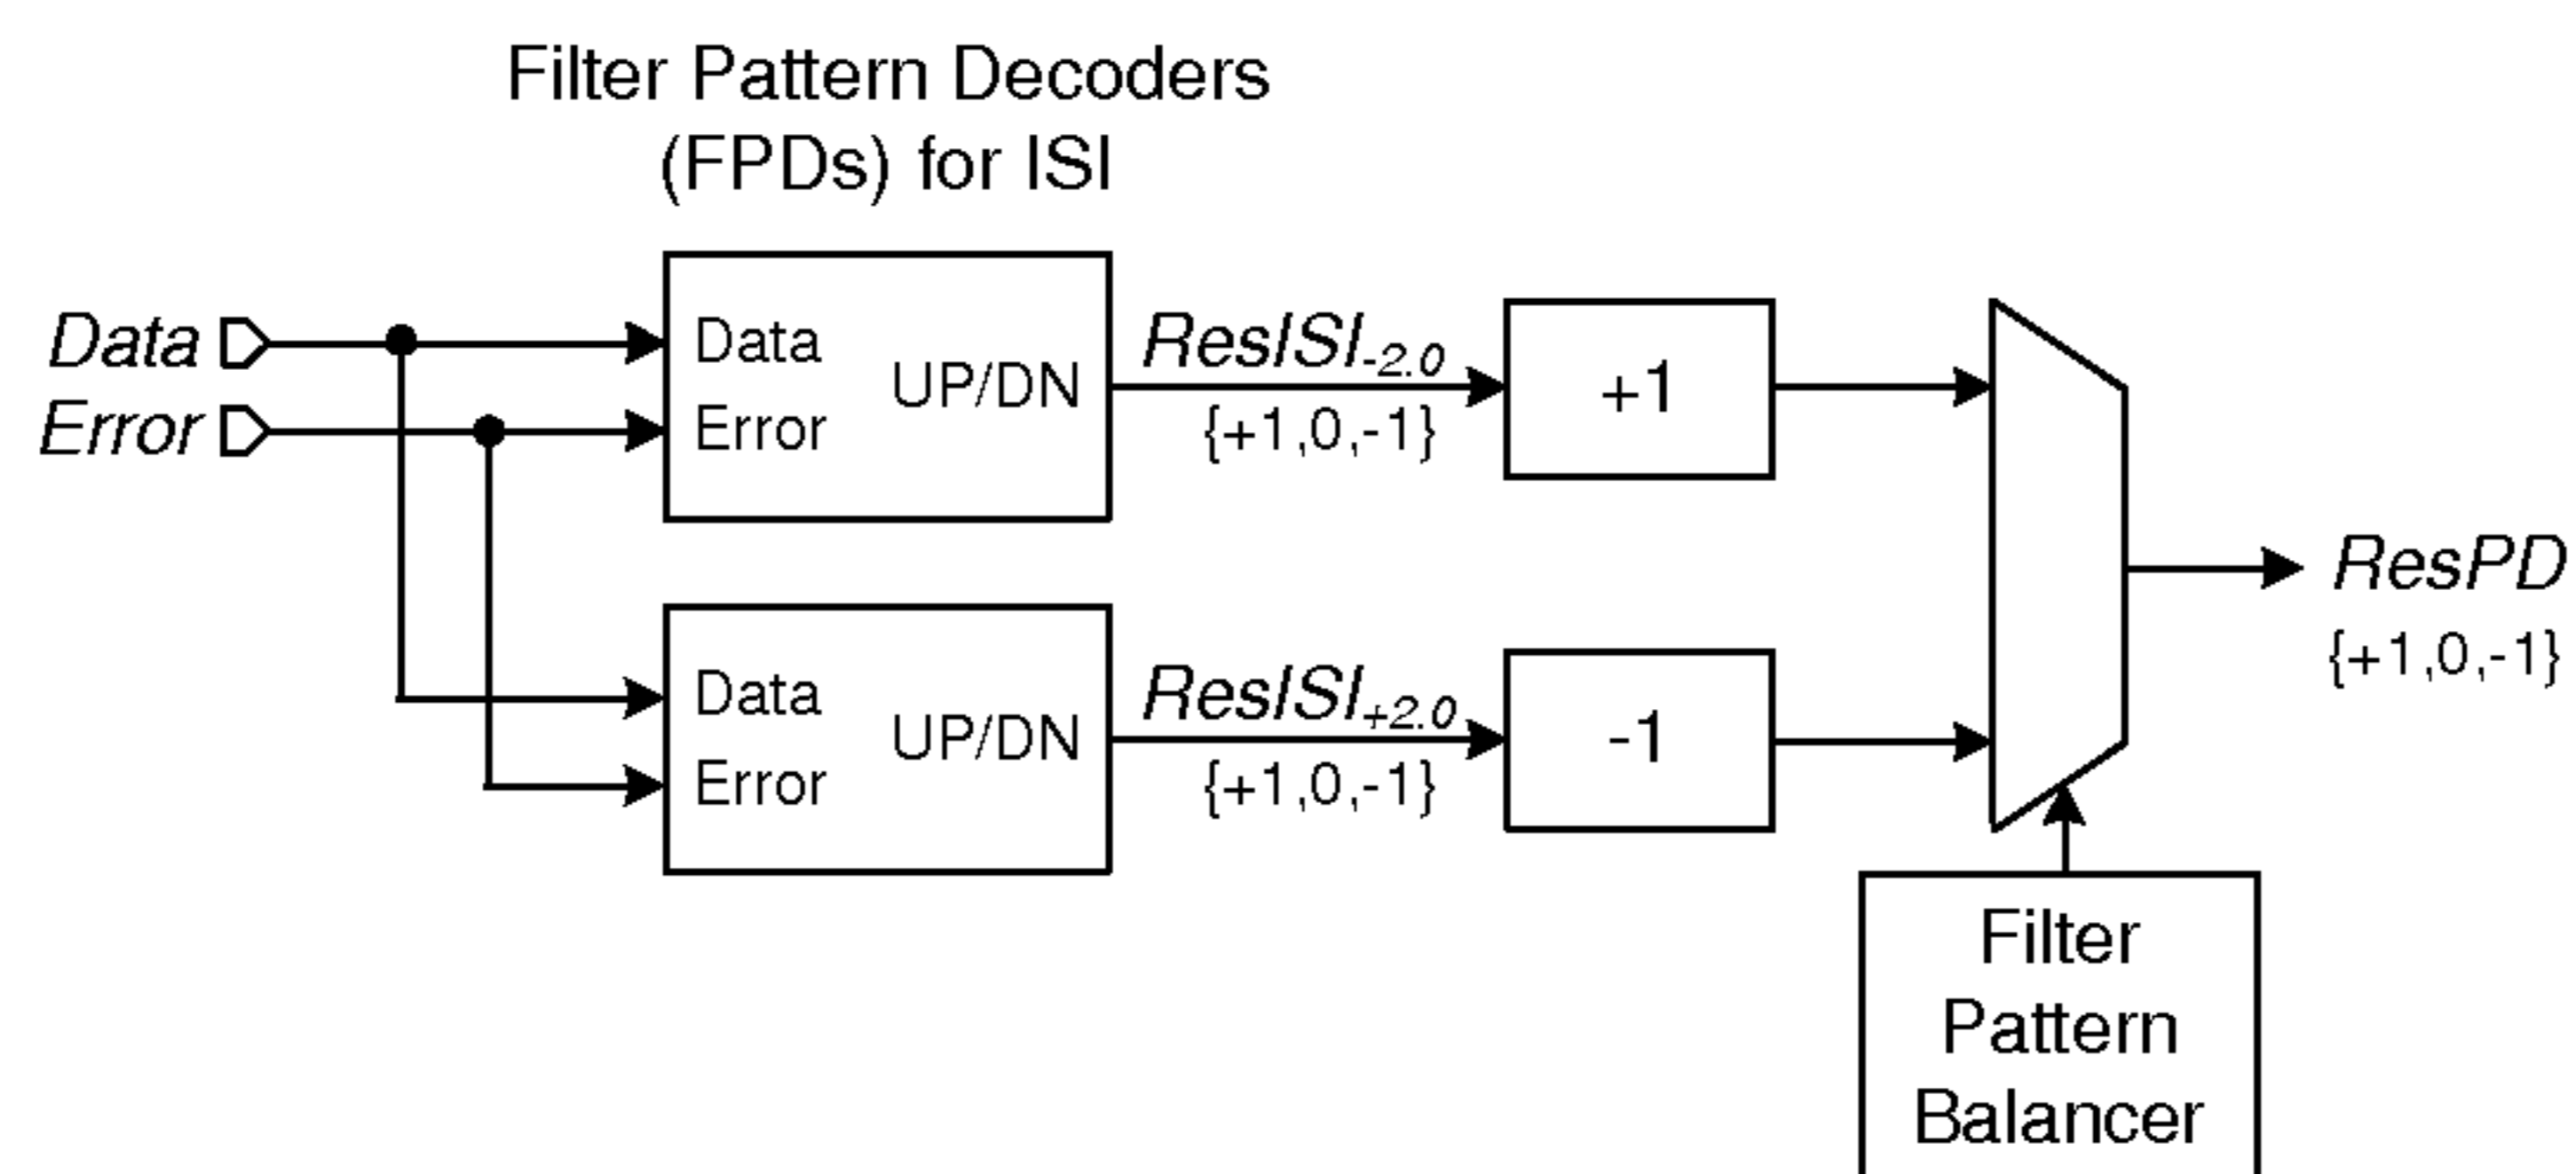 Filter Pattern Decoders
(FPDs) for ISI
Data
Error
Data
Error
UP/DN
ResISI-2.0
{+1,0,-1}
+1
Data
Error
UP/DN
ResISI+2.0
{+1,0,-1}
-1
ResPD
{+1,0,-1}
Filter
Pattern
Balancer